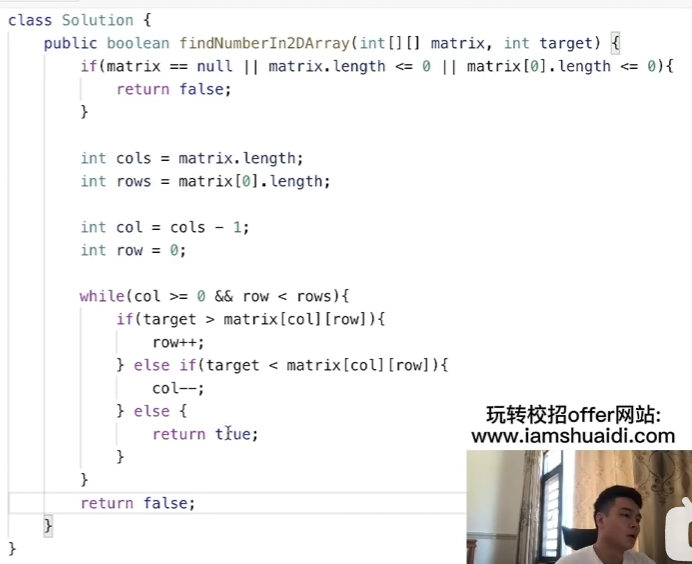 class Solution {
public boolean findNumberIn2DArray(int[][] matrix, int target) {
if(matrix == null || matrix.length <= 0 || matrix[0].length <= 0){
return false;
}
int cols = matrix.length;
int rows = matrix[0].length;
int col = cols - 1;
int row = 0;
while(col >= 0 && row < rows){
if(target > matrix[col][row]){
row++;
} else if(target < matrix[col][row]){
col--;
} else {
return true;
}
}
return false;
}
}
玩转校招offer网站:
www.iamshuaidi.com